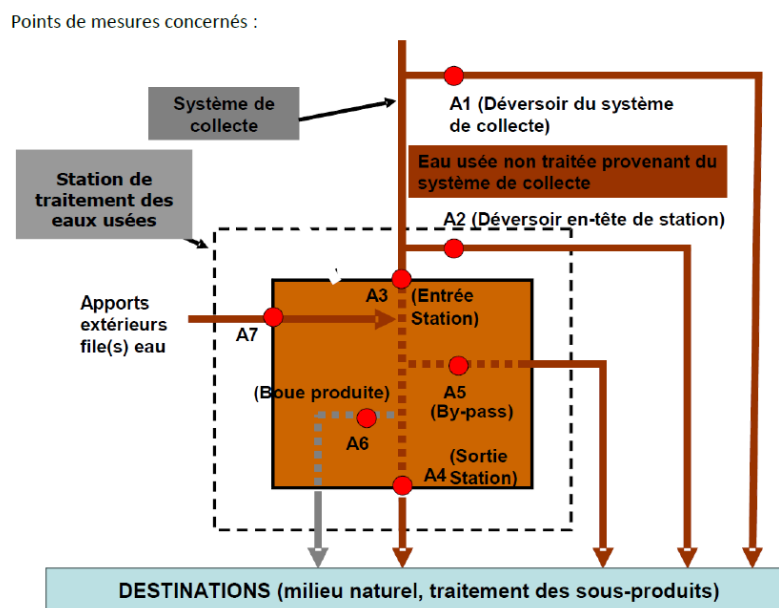 Points de mesures concernés :
Système de
collecte
A1 (Déversoir du système
de collecte)
Eau usée non traitée provenant du
système de collecte
Station de
traitement des
eaux usées
A2 (Déversoir en-tête de station)
A3 (Entrée
Station)
Apports
extérieurs
file(s) eau
A7
(Boue produite)
A5
(By-pass)
A6
(Sortie
A4 Station)
DESTINATIONS (milieu naturel, traitement des sous-produits)